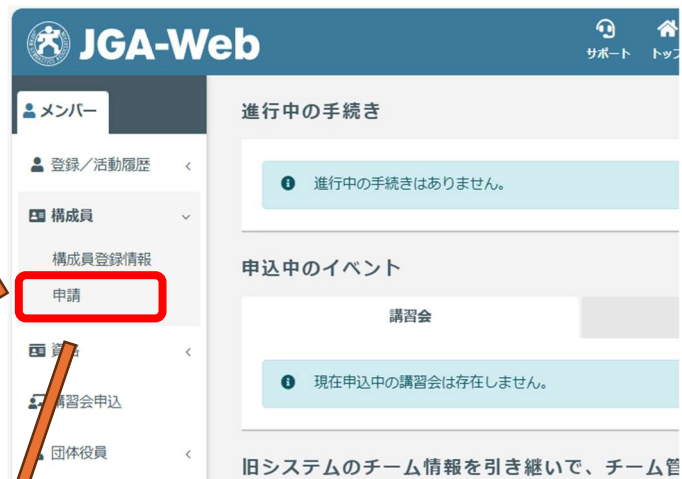 JGA-Web
サポート
メンバー
登録／活動履歴
構成員
構成員登録情報
申請
講習会申込
団体役員
進行中の手続き
進行中の手続きはありません。
申込中のイベント
講習会
現在申込中の講習会は存在しません。
旧システムのチーム情報を引き継いで、チーム